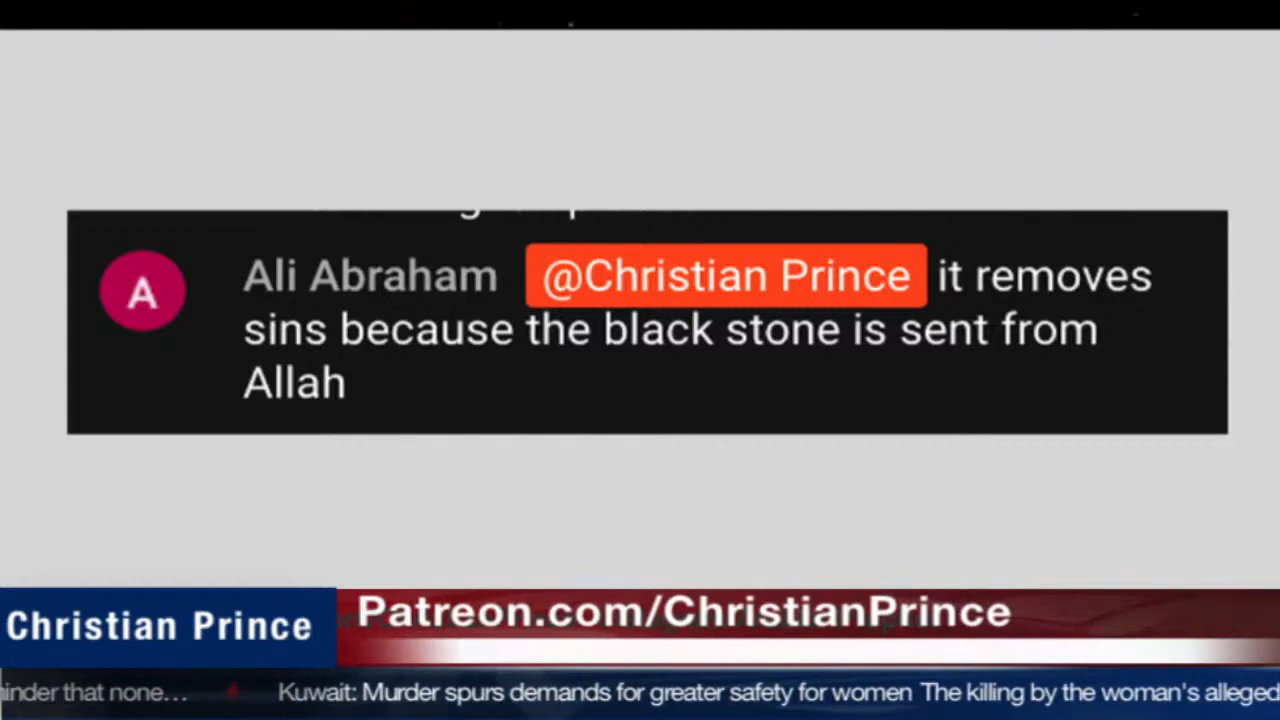 A
Ali Abraham @Christian Prince it removes
sins because the black stone is sent from
Allah
Christian Prince
Patreon.com/ChristianPrince
inder that none... Kuwait: Murder spurs demands for greater safety for women The killing by the woman's alleged